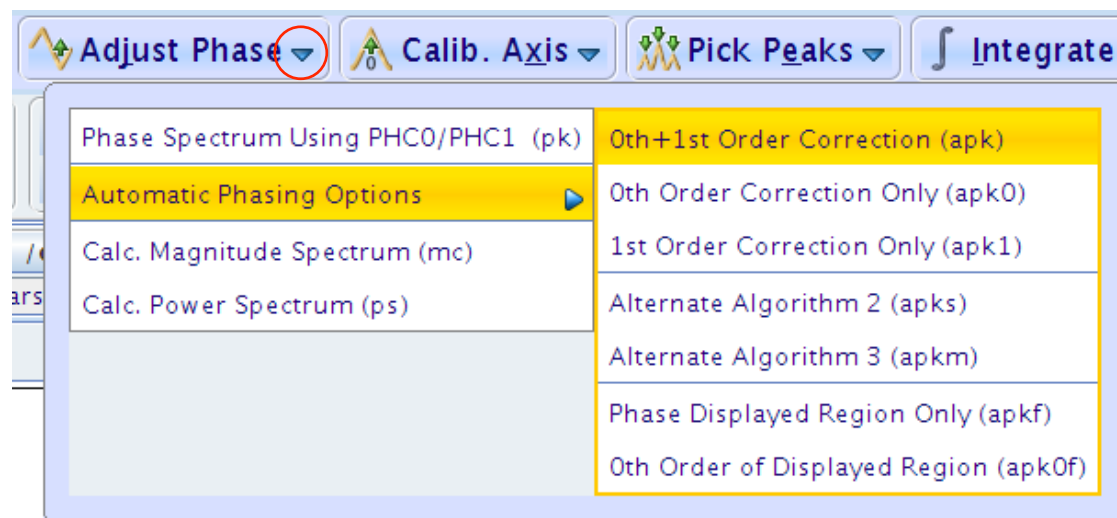 Adjust Phase
Calib. Axis
Pick Peaks
Integrate
Phase Spectrum Using PHC0/PHC1 (pk)
Automatic Phasing Options
Calc. Magnitude Spectrum (mc)
Calc. Power Spectrum (ps)
0th+1st Order Correction (apk)
0th Order Correction Only (apk0)
1st Order Correction Only (apk1)
Alternate Algorithm 2 (apks)
Alternate Algorithm 3 (apkm)
Phase Displayed Region Only (apkf)
0th Order of Displayed Region (apk0f)
ars